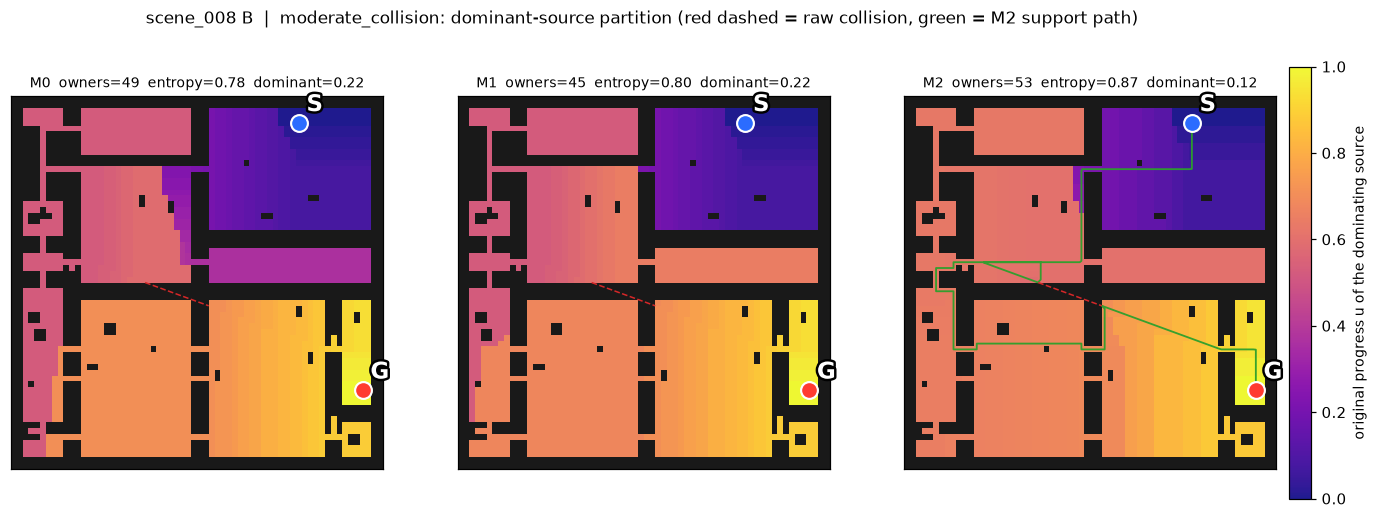 scene_008 B | moderate_collision: dominant-source partition (red dashed = raw collision, green = M2 support path)
M0 owners=49 entropy=0.78 dominant=0.22
M1 owners=45 entropy=0.80 dominant=0.22
M2 owners=53 entropy=0.87 dominant=0.12
S
S
S
G
G
G
1.0
0.8
0.6
0.4
0.2
0.0
original progress u of the dominating source